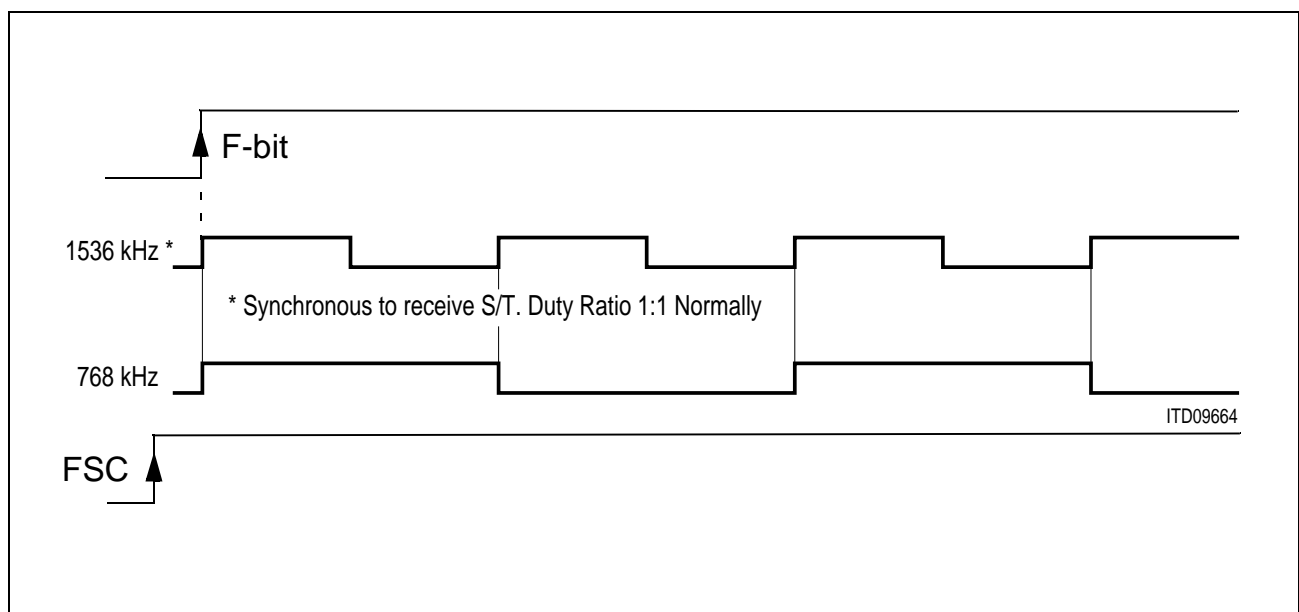 F-bit
1536 kHz *
* Synchronous to receive S/T. Duty Ratio 1:1 Normally
768 kHz
ITD09664
FSC